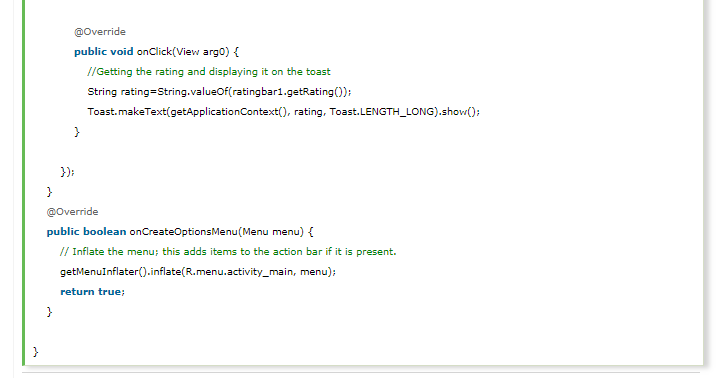 @Override
public void onClick(View arg0) {
//Getting the rating and displaying it on the toast
String rating=String.valueOf(ratingbar1.getRating());
Toast.makeText(getApplicationContext(), rating, Toast.LENGTH_LONG).show();
}
});
}
@Override
public boolean onCreateOptionsMenu(Menu menu) {
// Inflate the menu; this adds items to the action bar if it is present.
getMenuInflater().inflate(R.menu.activity_main, menu);
return true;
}
}